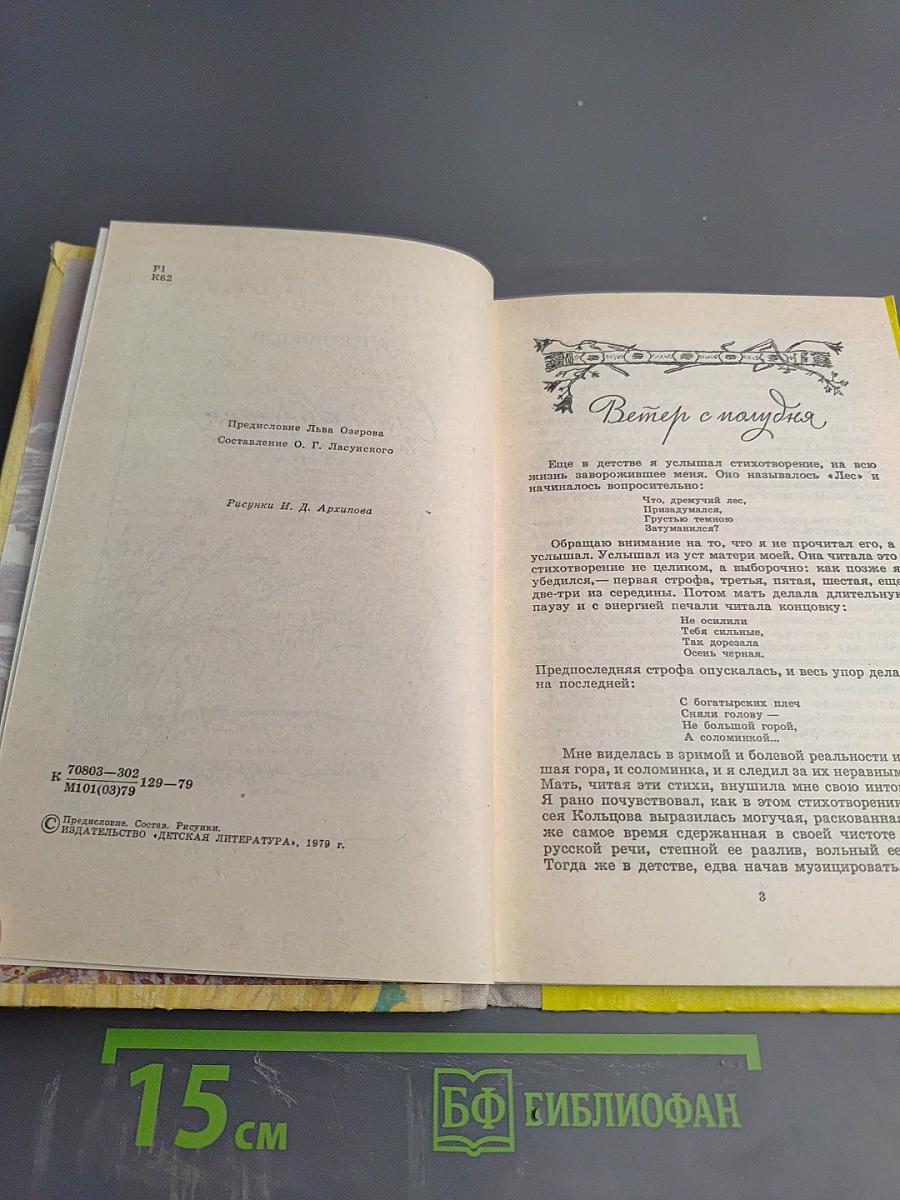 Р1
К62
Предисловие Льва Озерова
Составление О. Г. Ласунского
Рисунки И. Д. Архипова
К 70803—302 129—79
М101(03)79
© Предисловие. Состав. Рисунки.
ИЗДАТЕЛЬСТВО «ДЕТСКАЯ ЛИТЕРАТУРА», 1979 г.
Ветер с полудня
Еще в детстве я услышал стихотворение, на всю
жизнь заворожившее меня. Оно называлось «Лес» и
начиналось вопросительно:
Что, дремучий лес,
Призадумался,
Грустью темною
Затуманился?
Обращаю внимание на то, что я не прочитал его, а
услышал. Услышал из уст матери моей. Она читала это
стихотворение не целиком, а выборочно: как позже я
убедился,— первая строфа, третья, пятая, шестая, еще
две-три из середины. Потом мать делала длительную
паузу и с энергией печали читала концовку:
Не осилили
Тебя сильные,
Так дорезала
Осень черная.
Предпоследняя строфа опускалась, и весь упор дела
на последней:
С богатырских плеч
Сняли голову —
Не большой горой,
А соломинкой...
Мне виделась в зримой и болевой реальности и
шая гора, и соломинка, и я следил за их неравным
Мать, читая эти стихи, внушила мне свою инто
Я рано почувствовал, как в этом стихотворении
сея Кольцова выразилась могучая, раскованная
же самое время сдержанная в своей чистоте
русской речи, степной ее разлив, вольный ее
Тогда же в детстве, едва начав музицировать
3
15 см
БФ БИБЛИОФАН